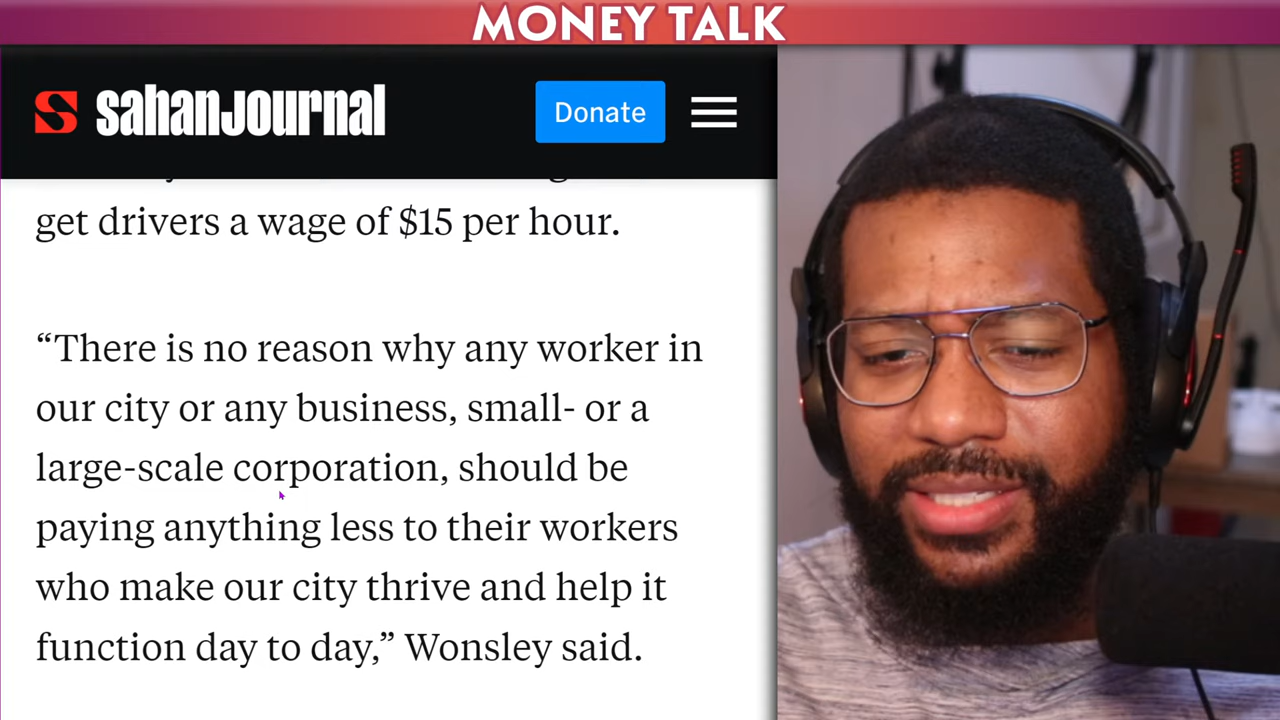 MONEY TALK
sahanJournal
Donate
get drivers a wage of $15 per hour.
“There is no reason why any worker in
our city or any business, small- or a
large-scale corporation, should be
paying anything less to their workers
who make our city thrive and help it
function day to day,” Wonsley said.